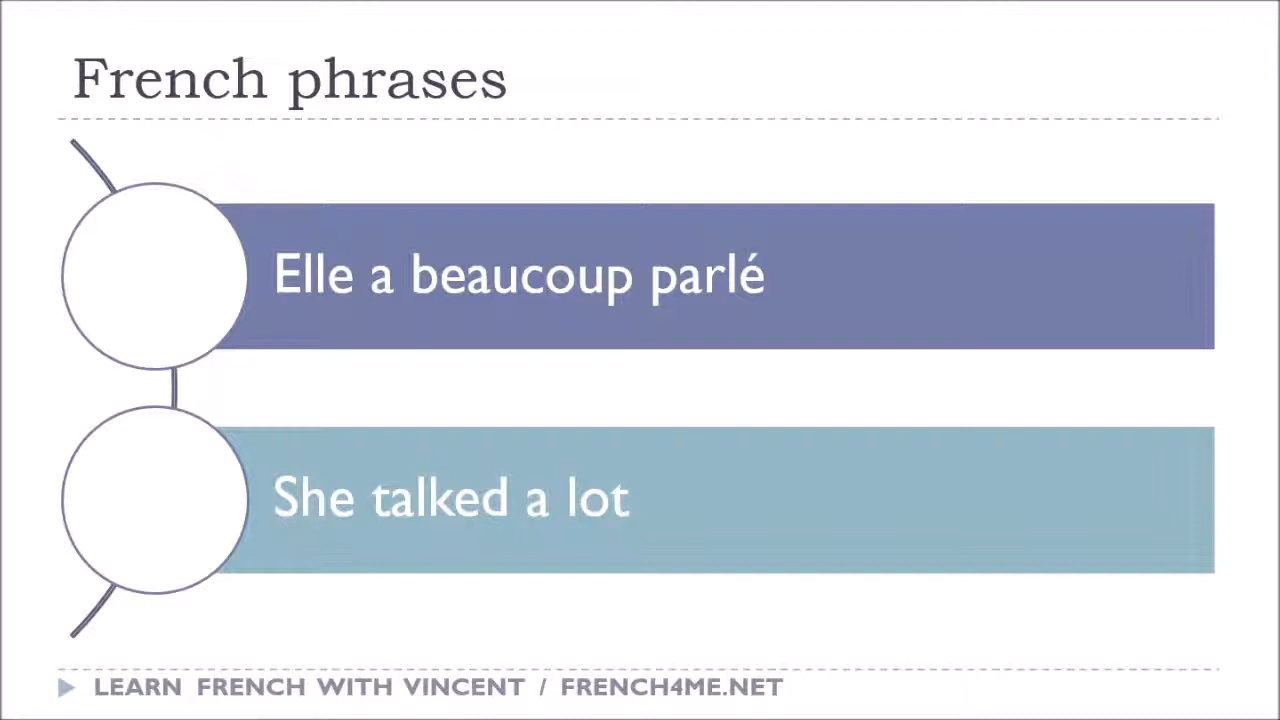 French phrases
Elle a beaucoup parlé
She talked a lot
LEARN FRENCH WITH VINCENT / FRENCH4ME.NET